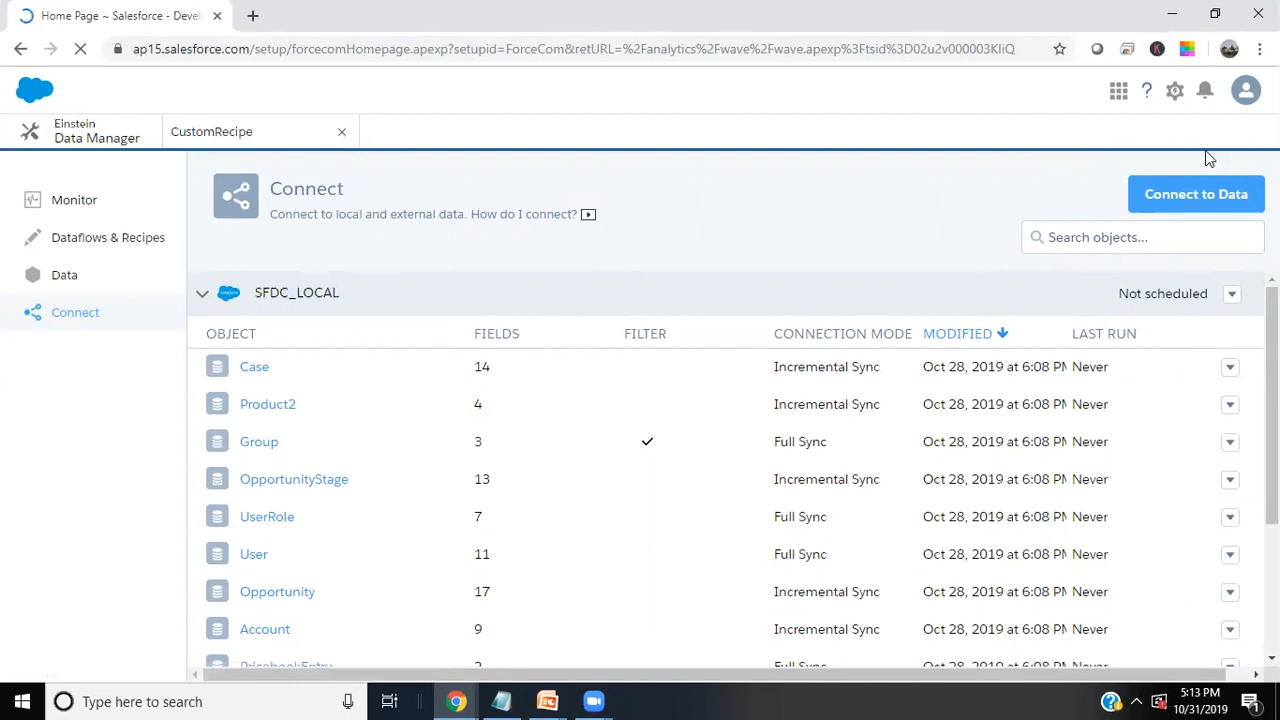 Home Page ~ Salesforce - Devel
ap15.salesforce.com/setup/forcecomHomepage.apexp?setupid=ForceCom&retURL=%2Fanalytics%2Fwave%2Fwave.apexp%3Ftsid%3D02u2v000003KIiQ
Einstein
Data Manager
CustomRecipe
Monitor
Dataflows & Recipes
Data
Connect
Connect
Connect to local and external data. How do I connect?
Connect to Data
Search objects...
SFDC_LOCAL
Not scheduled
OBJECT FIELDS FILTER CONNECTION MODE MODIFIED LAST RUN
Case 14 Incremental Sync Oct 28, 2019 at 6:08 PM Never
Product2 4 Incremental Sync Oct 28, 2019 at 6:08 PM Never
Group 3 Full Sync Oct 28, 2019 at 6:08 PM Never
OpportunityStage 13 Incremental Sync Oct 28, 2019 at 6:08 PM Never
UserRole 7 Full Sync Oct 28, 2019 at 6:08 PM Never
User 11 Full Sync Oct 28, 2019 at 6:08 PM Never
Opportunity 17 Incremental Sync Oct 28, 2019 at 6:08 PM Never
Account 9 Incremental Sync Oct 28, 2019 at 6:08 PM Never
PricebookEntry
Type here to search
5:13 PM
10/31/2019